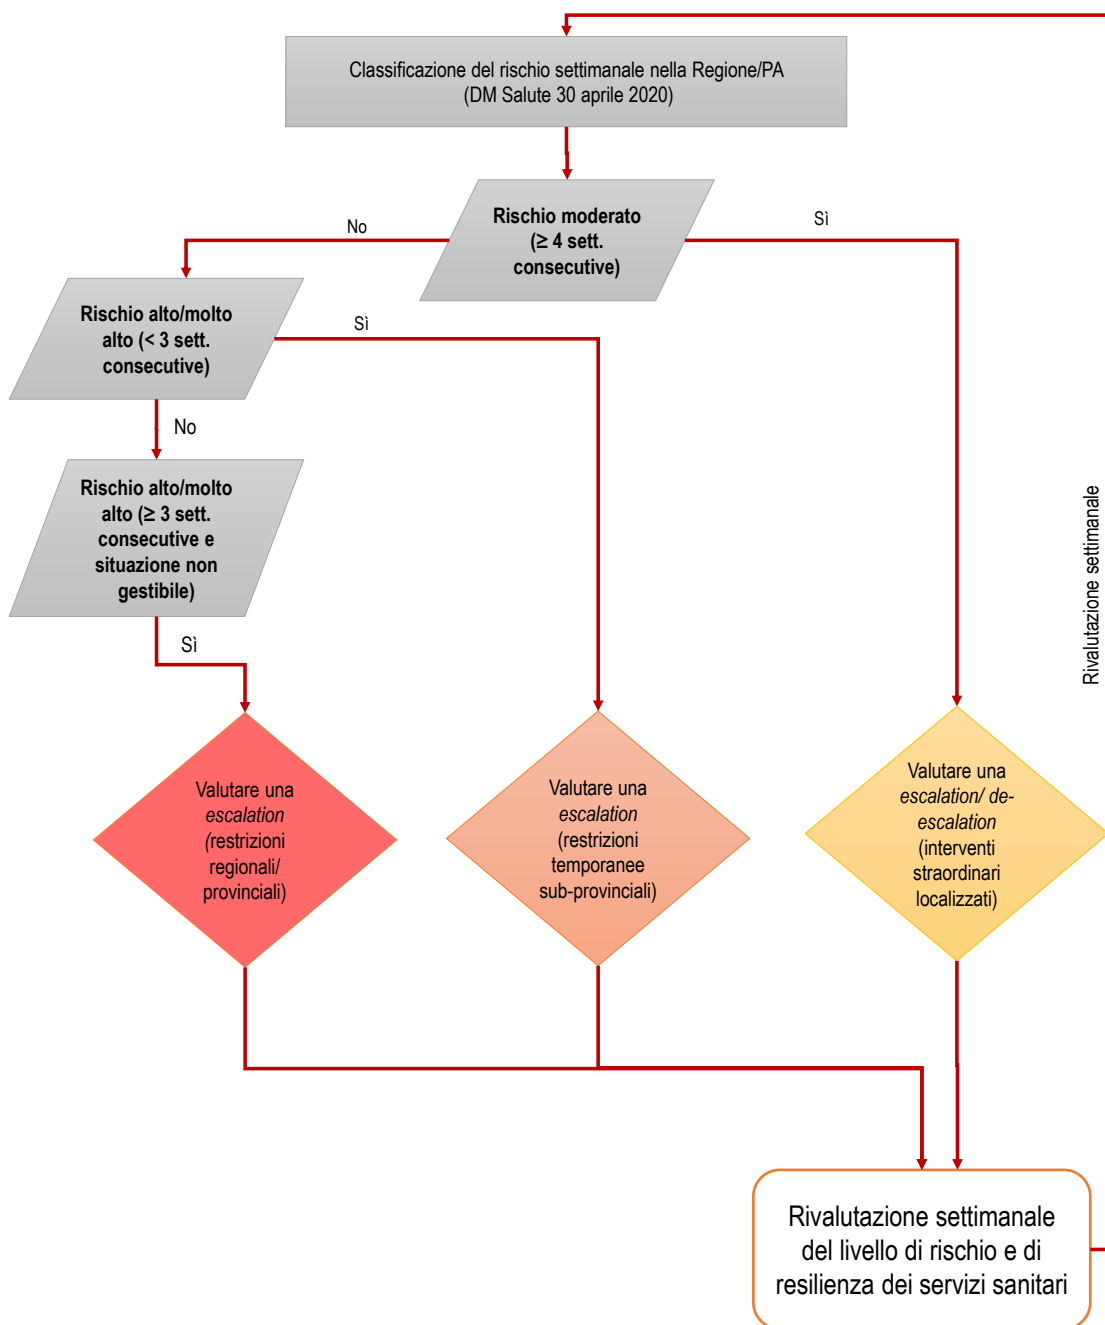 Classificazione del rischio settimanale nella Regione/PA
(DM Salute 30 aprile 2020)
Rischio moderato
(≥ 4 sett.
consecutive)
No
Sì
Rischio alto/molto
alto (< 3 sett.
consecutive)
Sì
No
Rischio alto/molto
alto (≥ 3 sett.
consecutive e
situazione non
gestibile)
Sì
Rivalutazione settimanale
Valutare una
escalation
(restrizioni
regionali/
provinciali)
Valutare una
escalation
(restrizioni
temporanee
sub-provinciali)
Valutare una
escalation/ de-
escalation
(interventi
straordinari
localizzati)
Rivalutazione settimanale
del livello di rischio e di
resilienza dei servizi sanitari